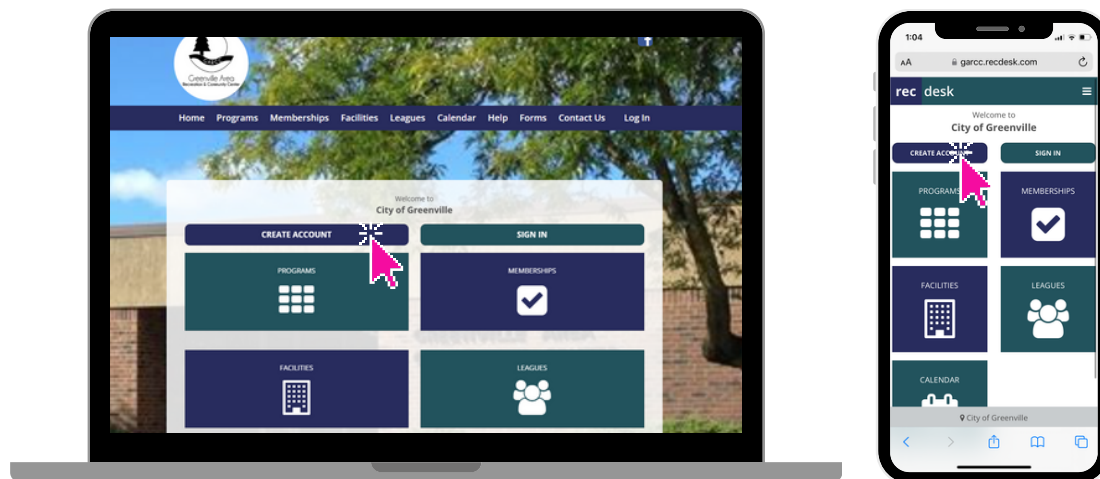 Greenville Area
Recreation & Community Center
Home Programs Memberships Facilities Leagues Calendar Help Forms Contact Us Log In
Welcome to
City of Greenville
CREATE ACCOUNT
SIGN IN
PROGRAMS
MEMBERSHIPS
FACILITIES
LEAGUES
1:04
AA garcc.recdesk.com
rec desk
Welcome to
City of Greenville
CREATE
SIGN IN
PROGRAMS
MEMBERSHIPS
FACILITIES
LEAGUES
CALENDAR
City of Greenville